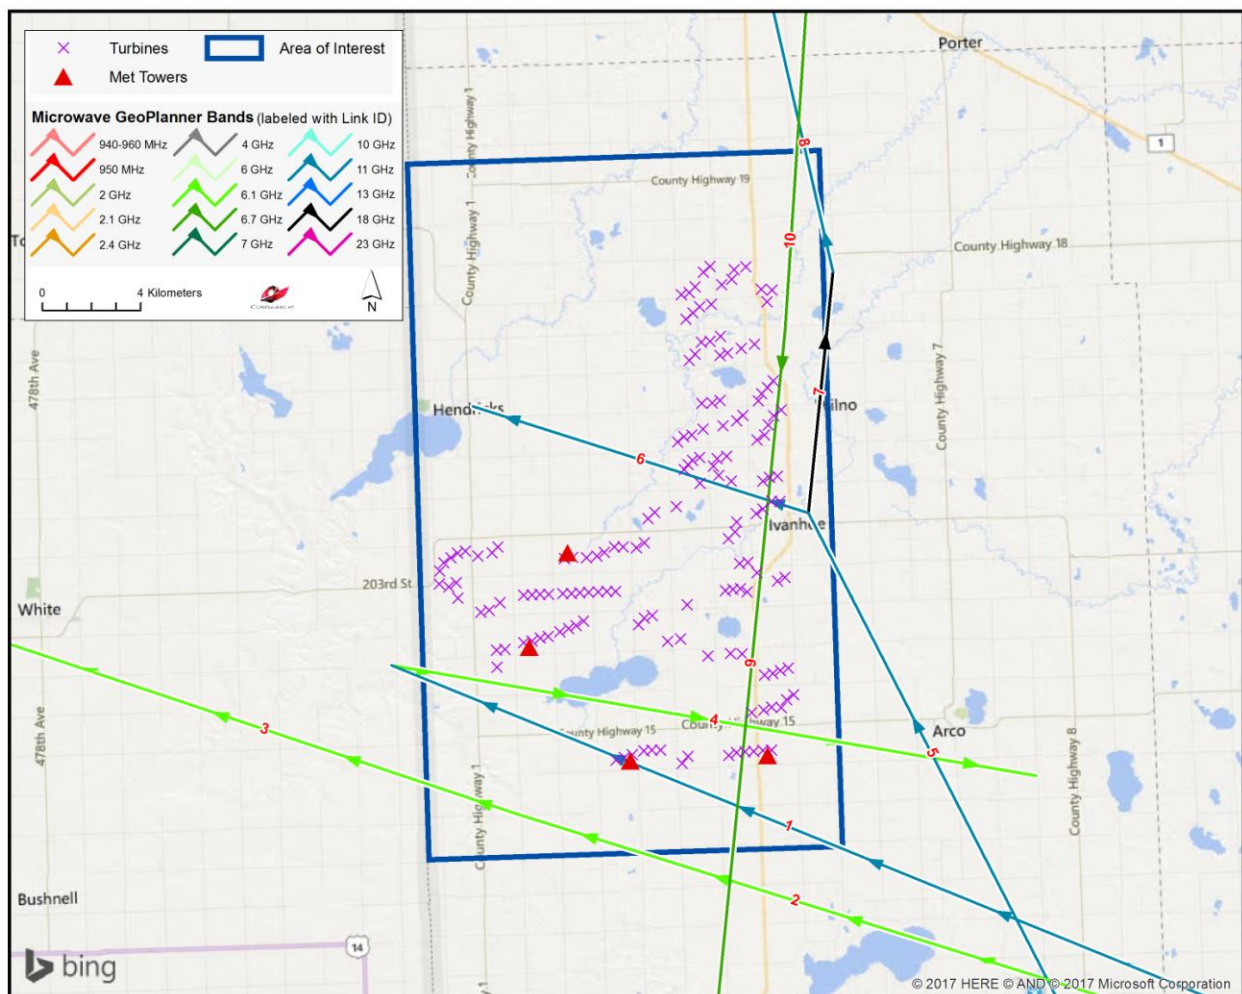 Turbines
Area of Interest
Met Towers
Microwave GeoPlanner Bands (labeled with Link ID)
940-960 MHz
4 GHz
10 GHz
950 MHz
6 GHz
11 GHz
2 GHz
6.1 GHz
13 GHz
2.1 GHz
6.7 GHz
18 GHz
2.4 GHz
7 GHz
23 GHz
0
4 Kilometers
N
Porter
1
County Highway 1
County Highway 19
8
County Highway 1
10
County Highway 18
478th Ave
County Highway 7
Hendricks
7
6
Ivanhoe
203rd St
White
9
3
4
County Highway 15
478th Ave
Arco
5
County Highway 8
County Highway 1
1
2
Bushnell
14
bing
© 2017 HERE © AND © 2017 Microsoft Corporation